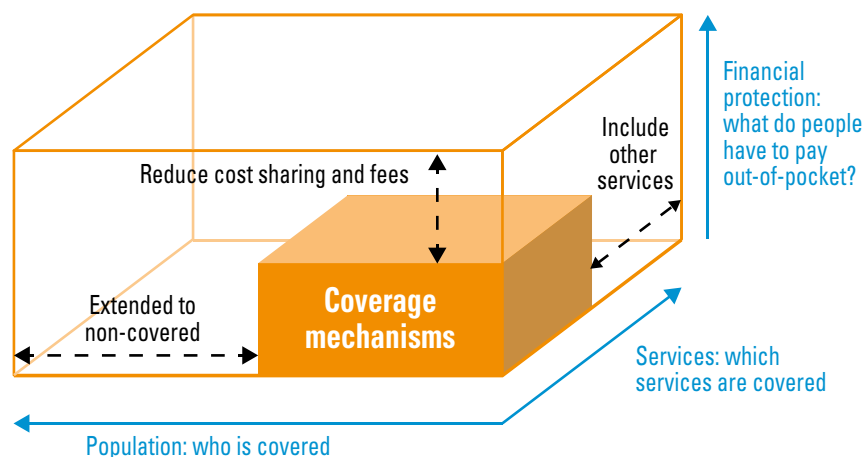 Financial
protection:
what do people
have to pay
out-of-pocket?
Include
other
services
Reduce cost sharing and fees
Coverage
mechanisms
Extended to
non-covered
Services: which
services are covered
Population: who is covered